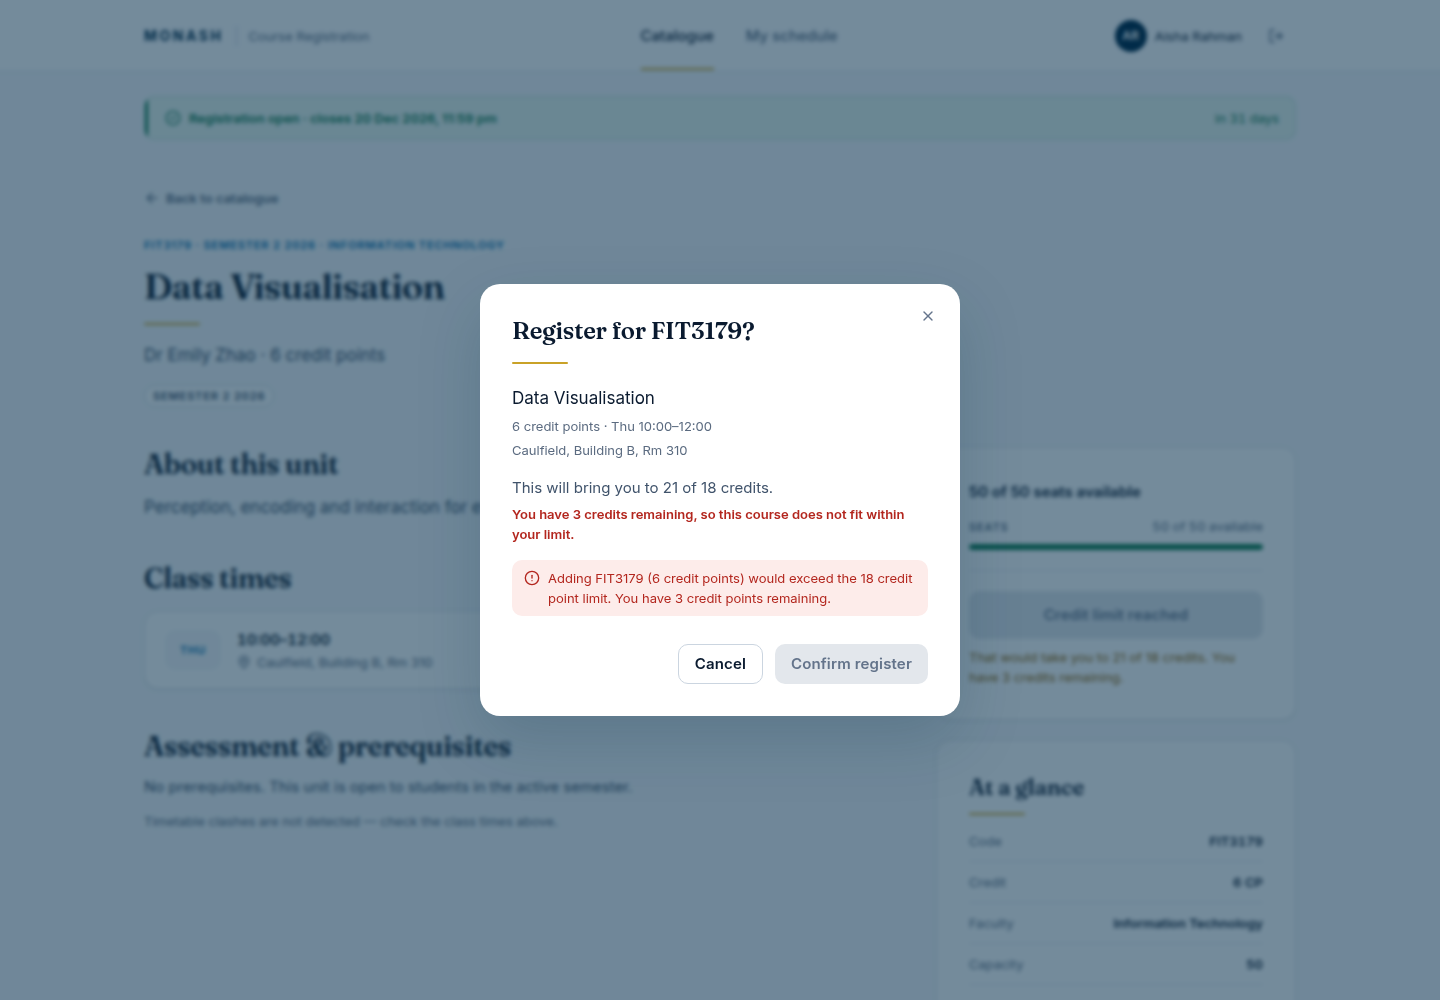 MONASH
Course Registration
Catalogue
My schedule
AR
Aisha Rahman
Registration open · closes 20 Dec 2026, 11:59 pm
in 31 days
Back to catalogue
FIT3179 · SEMESTER 2 2026 · INFORMATION TECHNOLOGY
Data Visualisation
Dr Emily Zhao · 6 credit points
SEMESTER 2 2026
About this unit
Perception, encoding and interaction for
Class times
THU
10:00–12:00
Caulfield, Building B, Rm 310
Assessment & prerequisites
No prerequisites. This unit is open to students in the active semester.
Timetable clashes are not detected — check the class times above.
Register for FIT3179?
Data Visualisation
6 credit points · Thu 10:00–12:00
Caulfield, Building B, Rm 310
This will bring you to 21 of 18 credits.
You have 3 credits remaining, so this course does not fit within
your limit.
Adding FIT3179 (6 credit points) would exceed the 18 credit
point limit. You have 3 credit points remaining.
Cancel
Confirm register
50 of 50 seats available
SEATS
50 of 50 available
Credit limit reached
That would take you to 21 of 18 credits. You
have 3 credits remaining.
At a glance
Code
FIT3179
Credit
6 CP
Faculty
Information Technology
Capacity
50